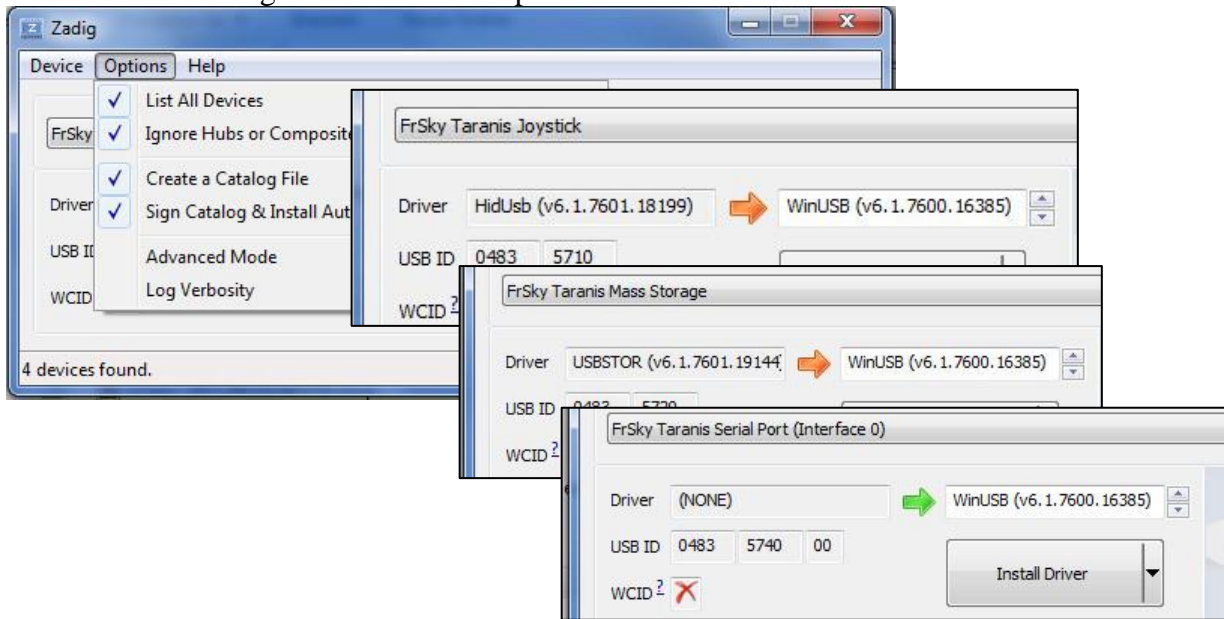 Zadig
Device Options Help
List All Devices
Ignore Hubs or Composite
Create a Catalog File
Sign Catalog & Install Aut
Advanced Mode
Log Verbosity
FrSky
Driver
USB ID
WCID
4 devices found.
FrSky Taranis Joystick
Driver HidUsb (v6.1.7601.18199) WinUSB (v6.1.7600.16385)
USB ID 0483 5710
WCID ?
FrSky Taranis Mass Storage
Driver USBSTOR (v6.1.7601.19144) WinUSB (v6.1.7600.16385)
USB ID 0483 5720
WCID ?
FrSky Taranis Serial Port (Interface 0)
Driver (NONE) WinUSB (v6.1.7600.16385)
USB ID 0483 5740 00
Install Driver
WCID ?